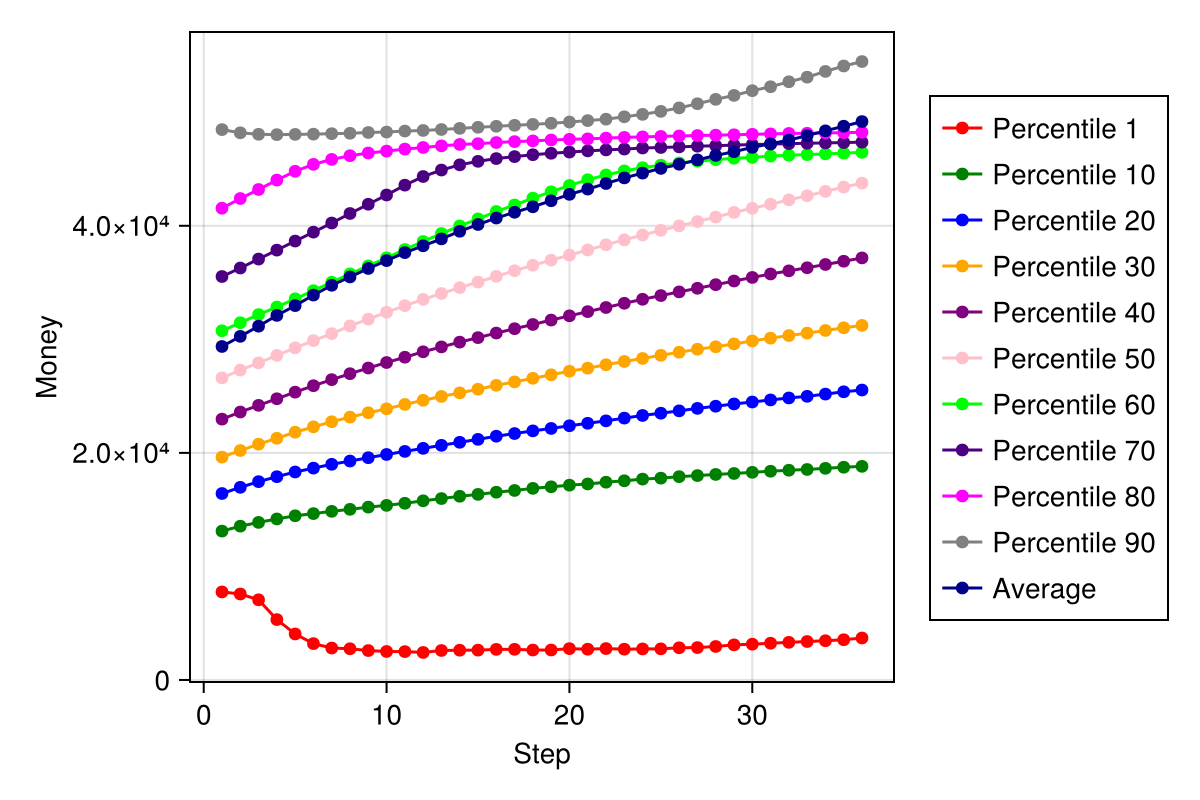 Money
4.0×10⁴
2.0×10⁴
0
0 10 20 30
Step
Percentile 1
Percentile 10
Percentile 20
Percentile 30
Percentile 40
Percentile 50
Percentile 60
Percentile 70
Percentile 80
Percentile 90
Average